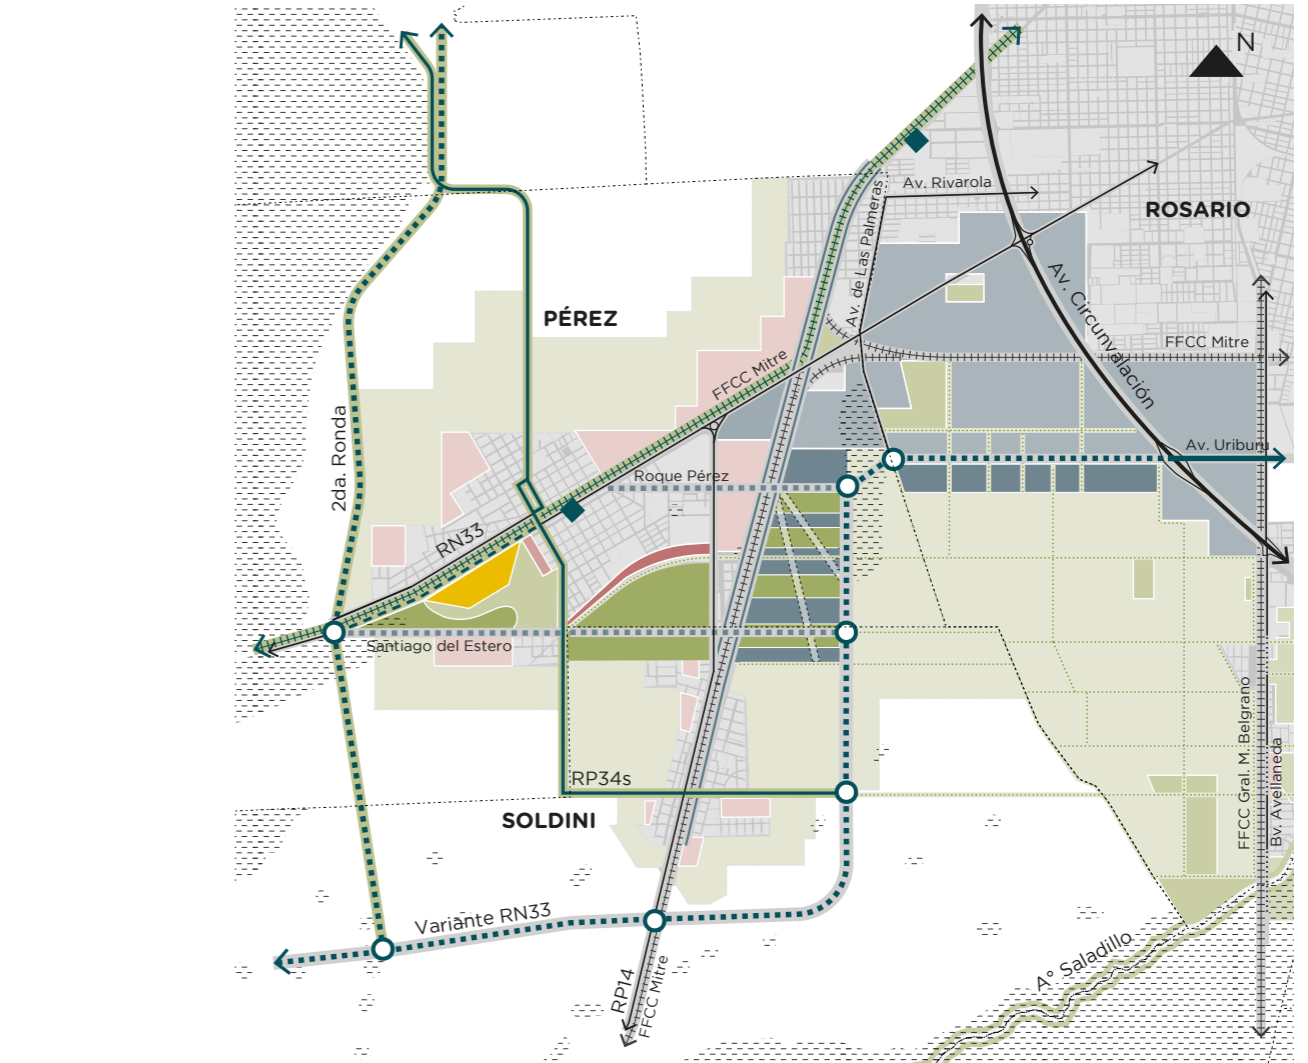 N
Av. Rivarola
ROSARIO
Av. de Las Palmeras
Av. Circunvalación
PÉREZ
FFCC Mitre
FFCC Mitre
2da. Ronda
Av. Uriburu
Roque Pérez
RN33
Santiago del Estero
FFCC Gral. M. Belgrano
Bv. Avellaneda
RP34s
SOLDINI
Variante RN33
A° Saladillo
RP14
FFCC Mitre